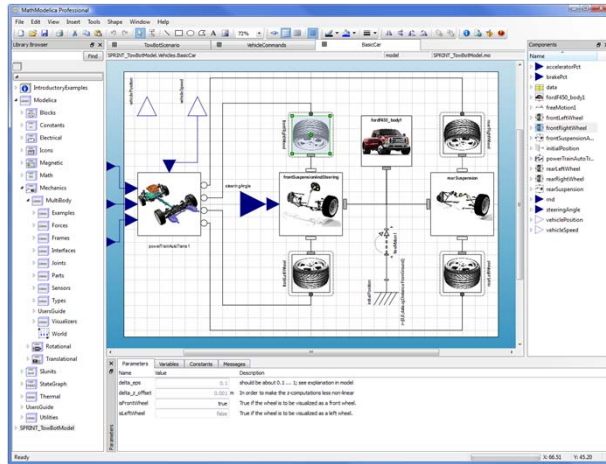 MathModelica Professional
File Edit View Insert Tools Shape Window Help
72%
Library Browser
TowBotScenario
VehicleCommands
BasicCar
Components
Find
SPRINT_TowBotModel.Vehicles.BasicCar
model
SPRINT_TowBotModel.mo
Name
IntroductoryExamples
Modelica
Blocks
Constants
Electrical
Icons
Magnetic
Math
Mechanics
MultiBody
Examples
Forces
Frames
Interfaces
Joints
Parts
Sensors
Types
UsersGuide
Visualizers
World
Rotational
Translational
SIunits
StateGraph
Thermal
UsersGuide
Utilities
SPRINT_TowBotModel
vehiclePosition
vehicleSpeed
fordF450_body1
frontSuspensionAndSteering
rearSuspension
steeringAngle
powerTrainAutoTrans1
freeMotion1
frontLeftWheel
initialPosition
acceleratorPct
brakePct
data
fordF450_body1
freeMotion1
frontLeftWheel
frontRightWheel
frontSuspensionA...
initialPosition
powerTrainAutoTr...
rearLeftWheel
rearRightWheel
rearSuspension
rnd
steeringAngle
vehiclePosition
vehicleSpeed
Parameters Variables Constants Messages
Name Value Description
delta_eps 0.1 should be about 0.1 ... 1; see explanation in model
delta_z_offset 0.001 m In order to make the z-computations less non-linear
isFrontWheel true True if the wheel is to be visualized as a front wheel.
isLeftWheel false True if the wheel is to be visualized as a left wheel.
Parameters
Ready
X: 66.51 Y: 45.20